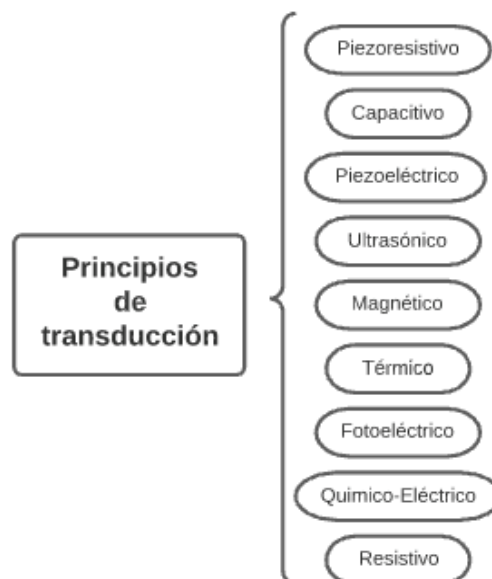 Principios
de
transducción
Piezoresistivo
Capacitivo
Piezoeléctrico
Ultrasónico
Magnético
Térmico
Fotoeléctrico
Quimico-Eléctrico
Resistivo